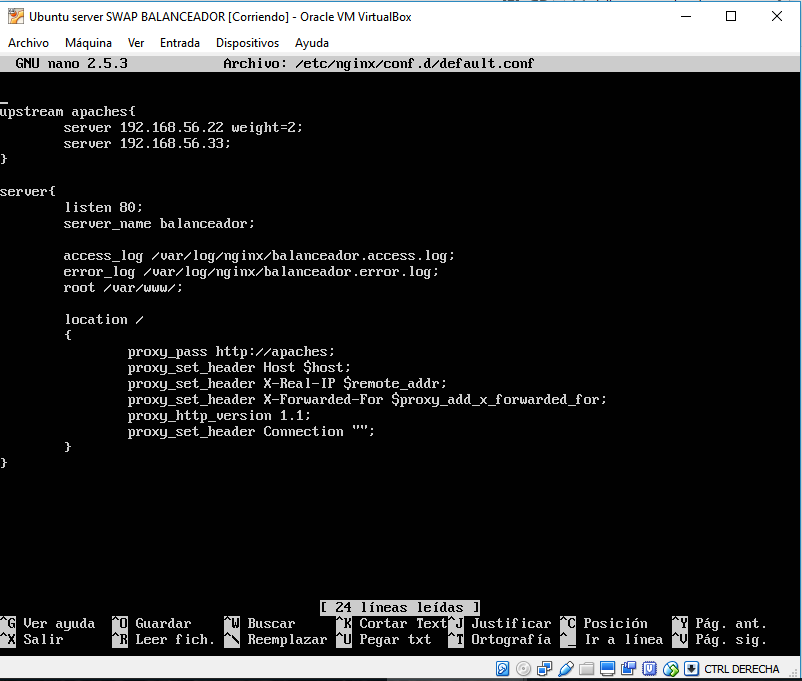 Ubuntu server SWAP BALANCEADOR [Corriendo] - Oracle VM VirtualBox
Archivo Máquina Ver Entrada Dispositivos Ayuda
GNU nano 2.5.3 Archivo: /etc/nginx/conf.d/default.conf
upstream apaches{
server 192.168.56.22 weight=2;
server 192.168.56.33;
}
server{
listen 80;
server_name balanceador;
access_log /var/log/nginx/balanceador.access.log;
error_log /var/log/nginx/balanceador.error.log;
root /var/www/;
location /
{
proxy_pass http://apaches;
proxy_set_header Host $host;
proxy_set_header X-Real-IP $remote_addr;
proxy_set_header X-Forwarded-For $proxy_add_x_forwarded_for;
proxy_http_version 1.1;
proxy_set_header Connection "";
}
}
[ 24 líneas leídas ]
^G Ver ayuda ^O Guardar ^W Buscar ^K Cortar Text^J Justificar ^C Posición ^Y Pág. ant.
^X Salir ^R Leer fich. ^\ Reemplazar ^U Pegar txt ^T Ortografía ^_ Ir a línea ^V Pág. sig.
CTRL DERECHA